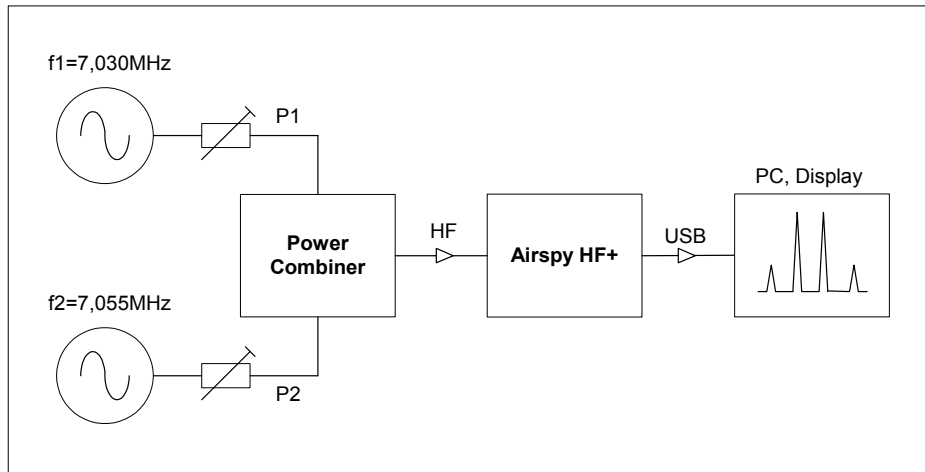 f1=7,030MHz
P1
PC, Display
Power
Combiner
HF
Airspy HF+
USB
f2=7,055MHz
P2